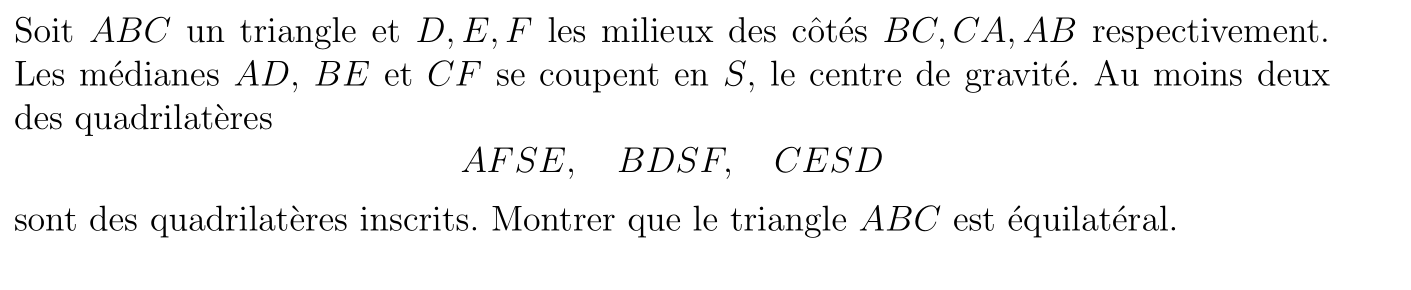 Soit ABC un triangle et D, E, F les milieux des côtés BC, CA, AB respectivement.
Les médianes AD, BE et CF se coupent en S, le centre de gravité. Au moins deux
des quadrilatères
AFSE, BDSF, CESD
sont des quadrilatères inscrits. Montrer que le triangle ABC est équilatéral.